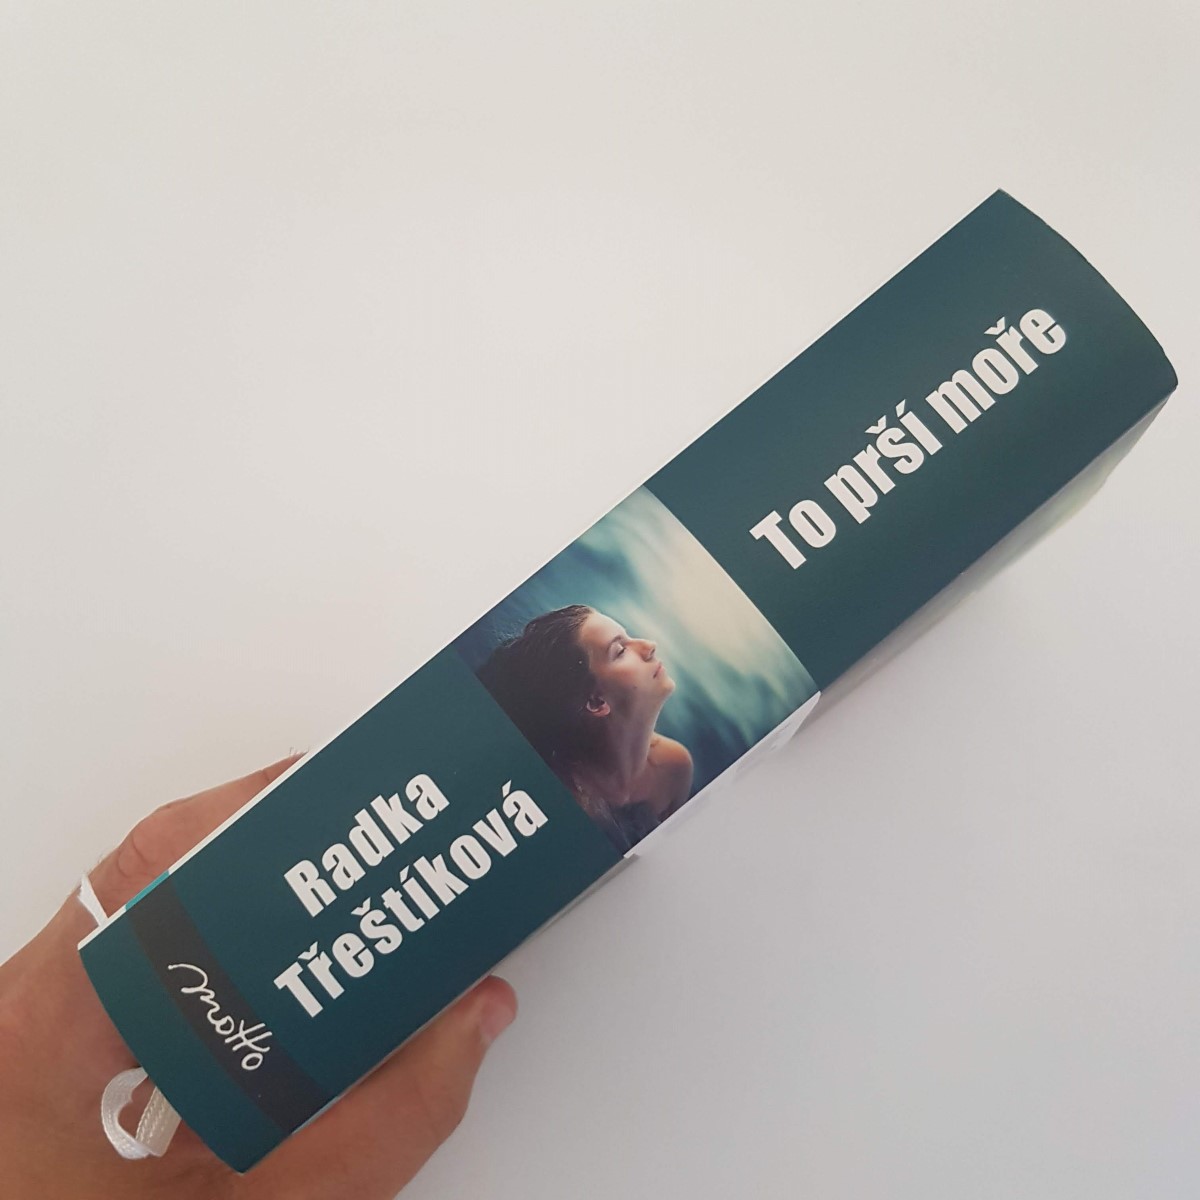 To prší moře
Radka
Třeštíková
motto